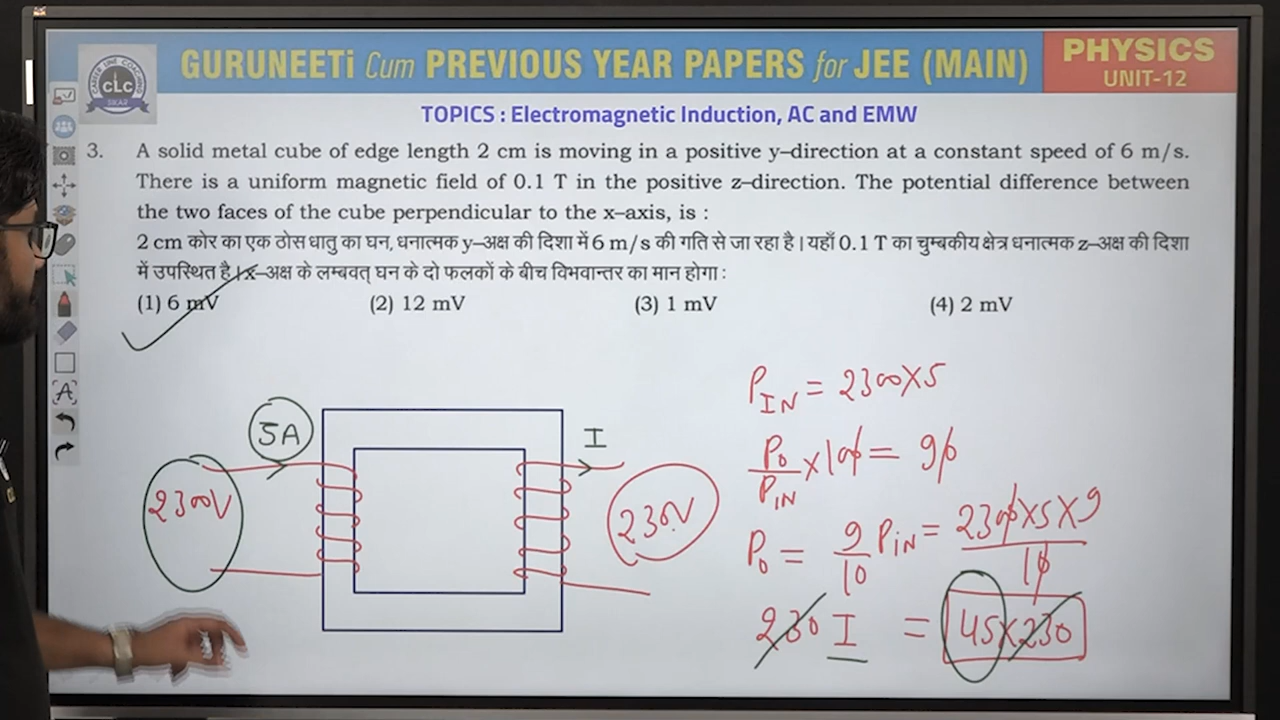 GURUNEETi Cum PREVIOUS YEAR PAPERS for JEE (MAIN)
PHYSICS
UNIT-12
CAREER LINE COACHING
CLC
SIKAR
TOPICS : Electromagnetic Induction, AC and EMW
3. A solid metal cube of edge length 2 cm is moving in a positive y–direction at a constant speed of 6 m/s.
There is a uniform magnetic field of 0.1 T in the positive z–direction. The potential difference between
the two faces of the cube perpendicular to the x–axis, is :
2 cm कोर का एक ठोस धातु का घन, धनात्मक y–अक्ष की दिशा में 6 m/s की गति से जा रहा है। यहाँ 0.1 T का चुम्बकीय क्षेत्र धनात्मक z–अक्ष की दिशा
में उपस्थित है। x–अक्ष के लम्बवत् घन के दो फलकों के बीच विभवान्तर का मान होगा :
(1) 6 mV (2) 12 mV (3) 1 mV (4) 2 mV
5A
I
2300V
230V
P_IN = 2300×5
P_0/P_IN × 100 = 90
P_0 = 9/10 P_IN = 2300×5×9/10
230 I = 45×230
A